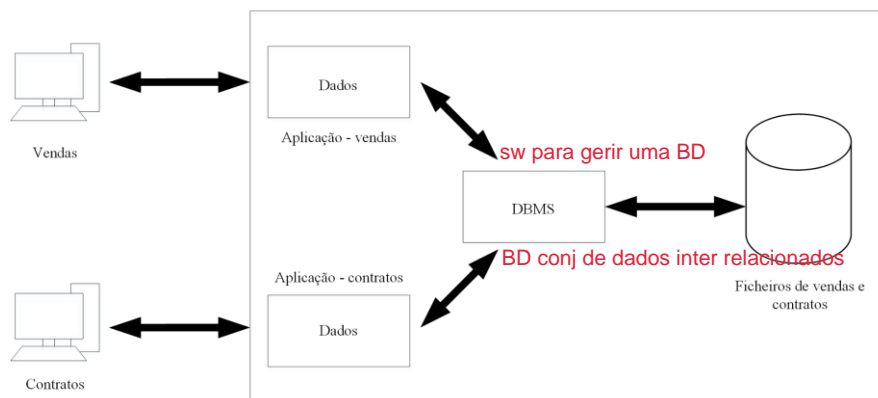 Dados
Aplicação - vendas
Vendas
sw para gerir uma BD
DBMS
BD conj de dados inter relacionados
Aplicação - contratos
Ficheiros de vendas e
contratos
Dados
Contratos